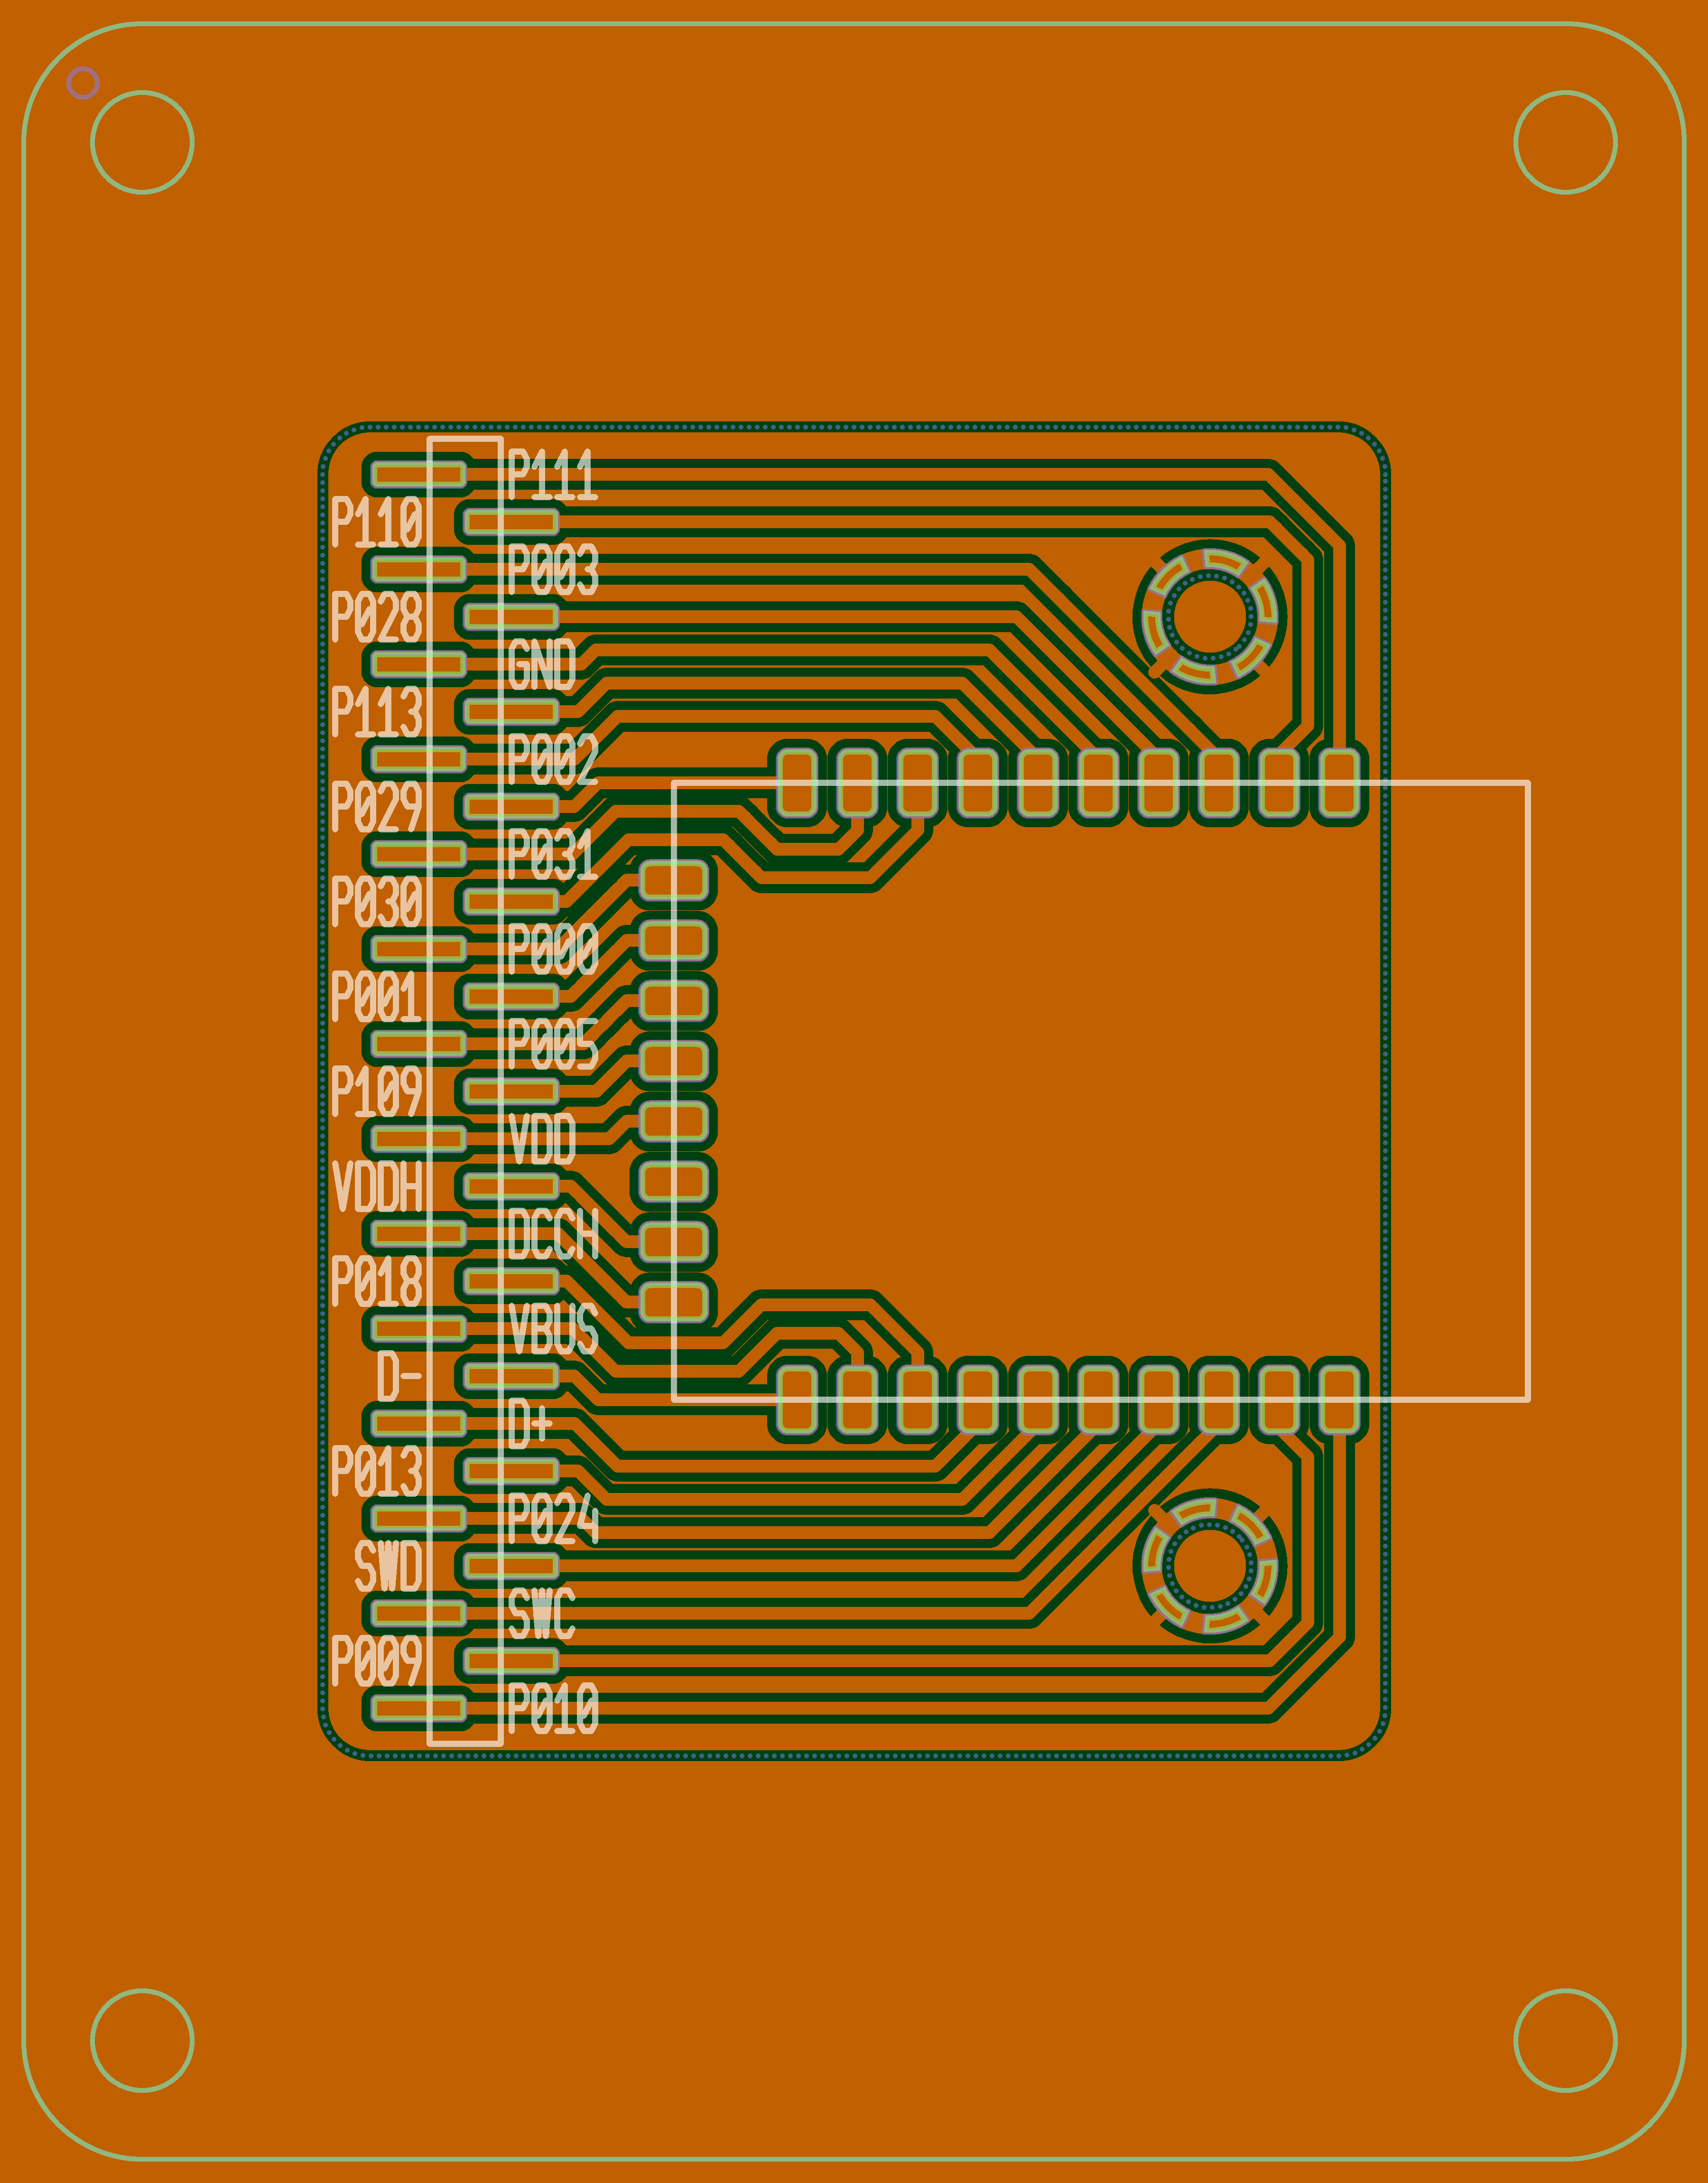 P111
P110
P003
P028
GND
P113
P002
P029
P031
P030
P000
P001
P005
P109
VDD
VDDH
DCCH
P018
VBUS
D-
D+
P013
P024
SWD
SWC
P009
P010